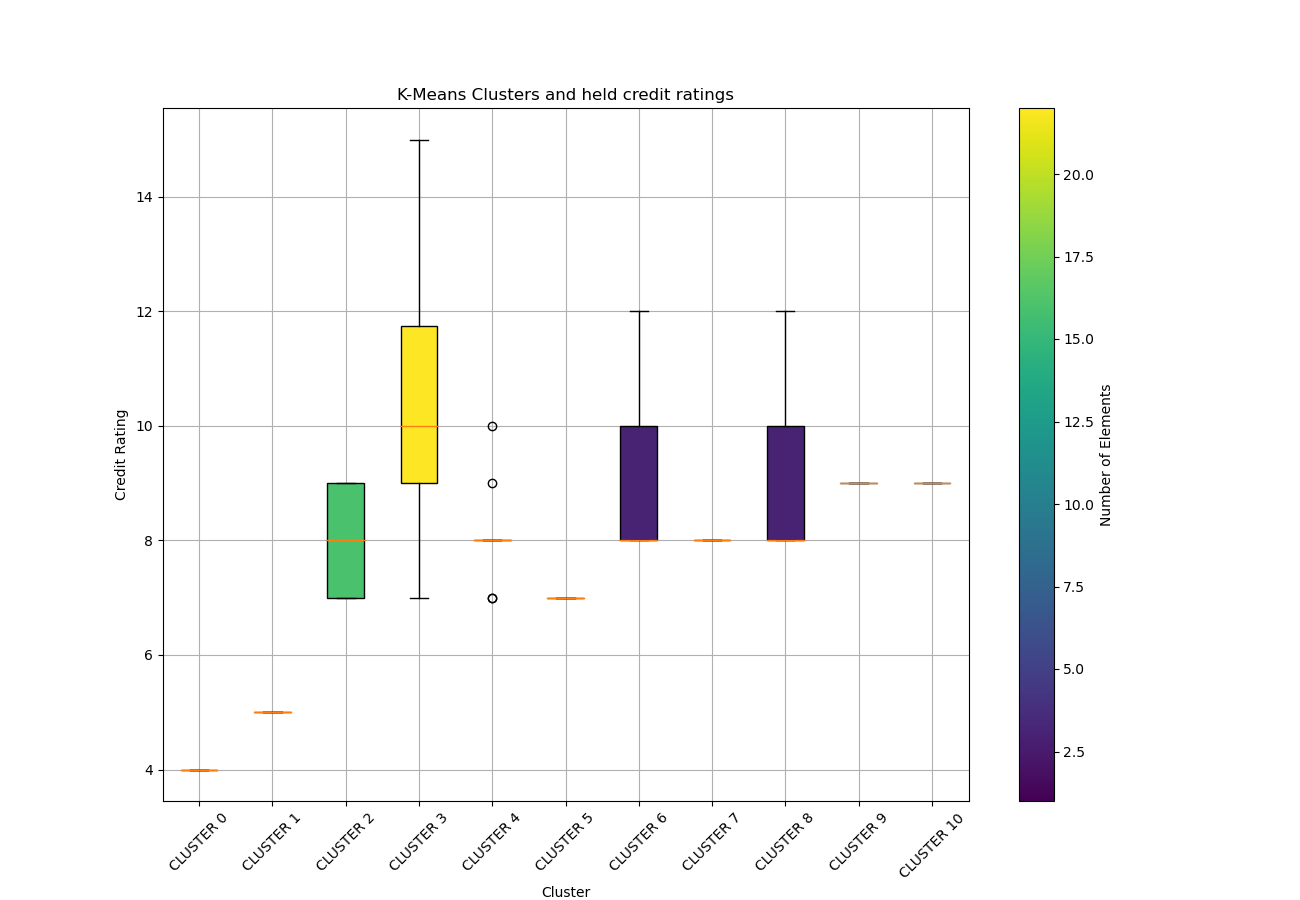 K-Means Clusters and held credit ratings
Credit Rating
14
12
10
8
6
4
CLUSTER 0
CLUSTER 1
CLUSTER 2
CLUSTER 3
CLUSTER 4
CLUSTER 5
CLUSTER 6
CLUSTER 7
CLUSTER 8
CLUSTER 9
CLUSTER 10
Cluster
20.0
17.5
15.0
12.5
10.0
7.5
5.0
2.5
Number of Elements